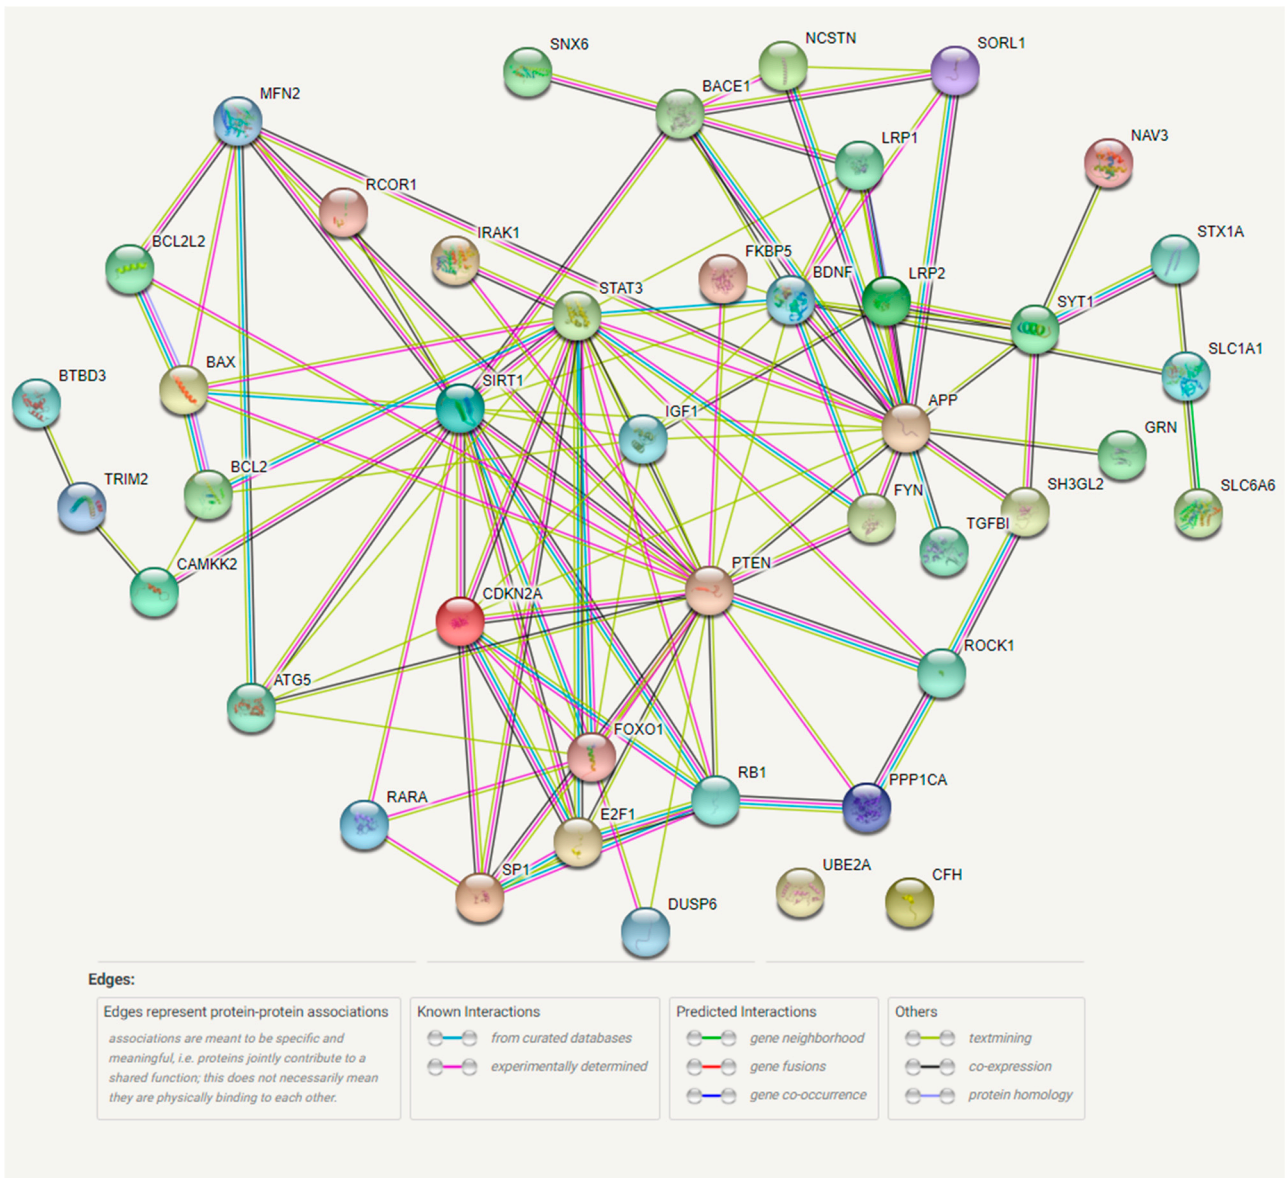 SNX6
NCSTN
SORL1
BACE1
MFN2
LRP1
NAV3
RCOR1
IRAK1
BCL2L2
STX1A
FKBP5
BDNF
LRP2
STAT3
SYT1
SLC1A1
BAX
BTBD3
SIRT1
IGF1
APP
GRN
BCL2
TRIM2
FYN
SH3GL2
SLC6A6
TGFBI
CAMKK2
PTEN
CDKN2A
ROCK1
ATG5
FOXO1
RB1
PPP1CA
RARA
E2F1
SP1
UBE2A
CFH
DUSP6
Edges:
Edges represent protein-protein associations
associations are meant to be specific and
meaningful, i.e. proteins jointly contribute to a
shared function; this does not necessarily mean
they are physically binding to each other.
Known Interactions
from curated databases
experimentally determined
Predicted Interactions
gene neighborhood
gene fusions
gene co-occurrence
Others
textmining
co-expression
protein homology